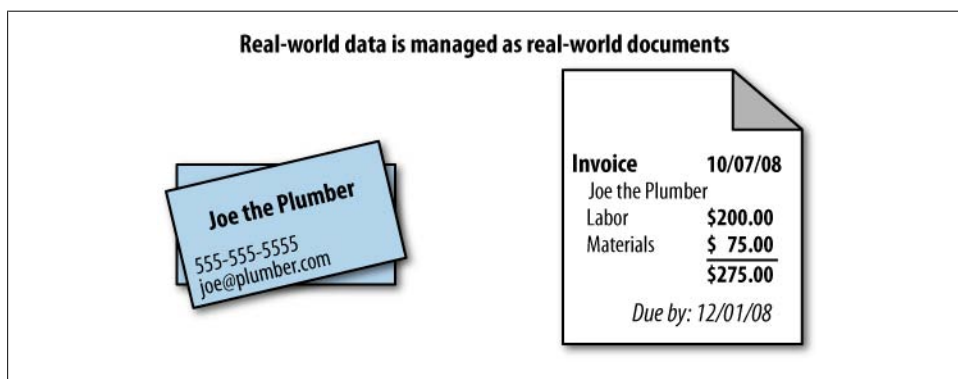 Real-world data is managed as real-world documents
Joe the Plumber
555-555-5555
joe@plumber.com
Invoice 10/07/08
Joe the Plumber
Labor $200.00
Materials $ 75.00
$275.00
Due by: 12/01/08